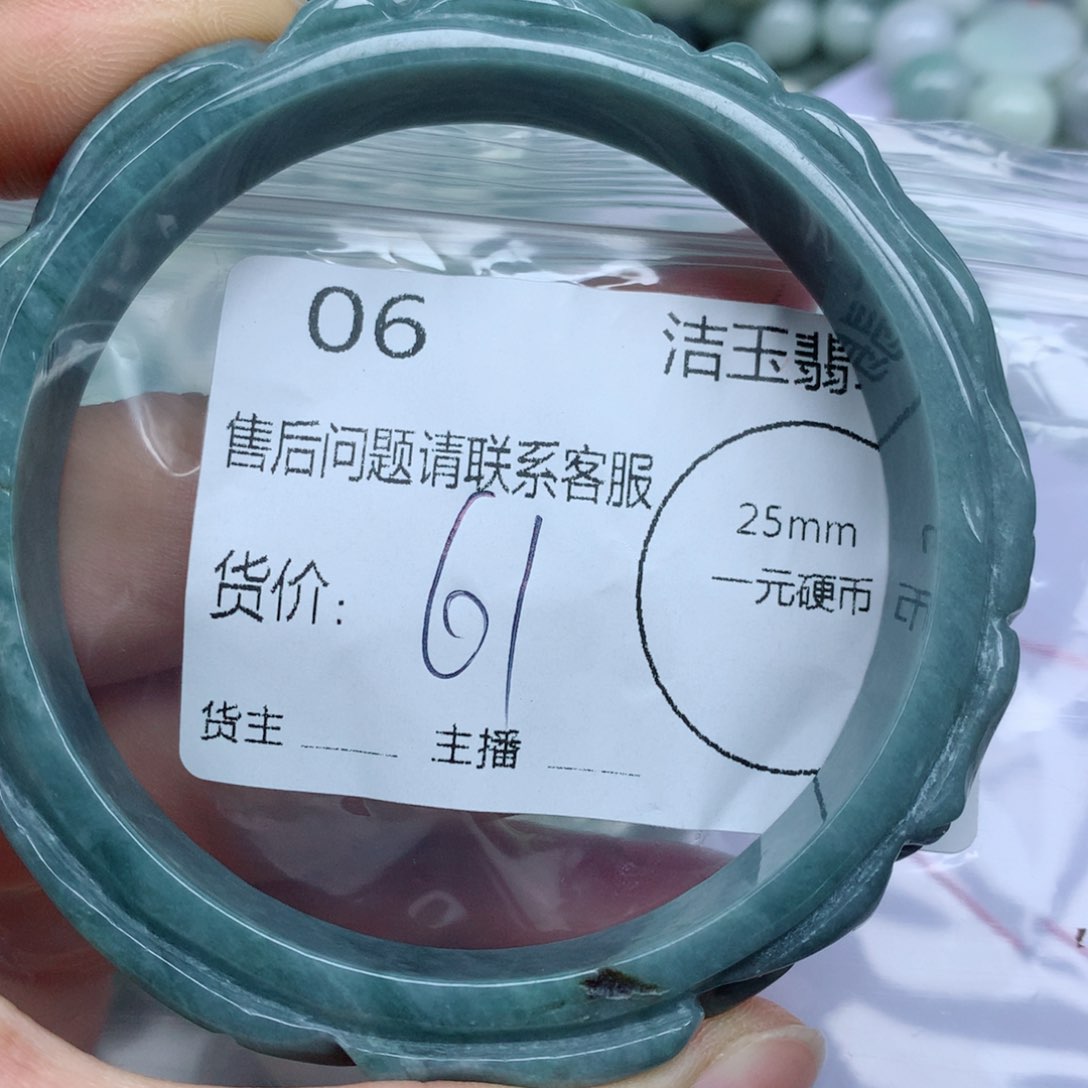 06
洁玉翡
售后问题请联系客服
25mm
一元硬币
货价: 61
货主 主播